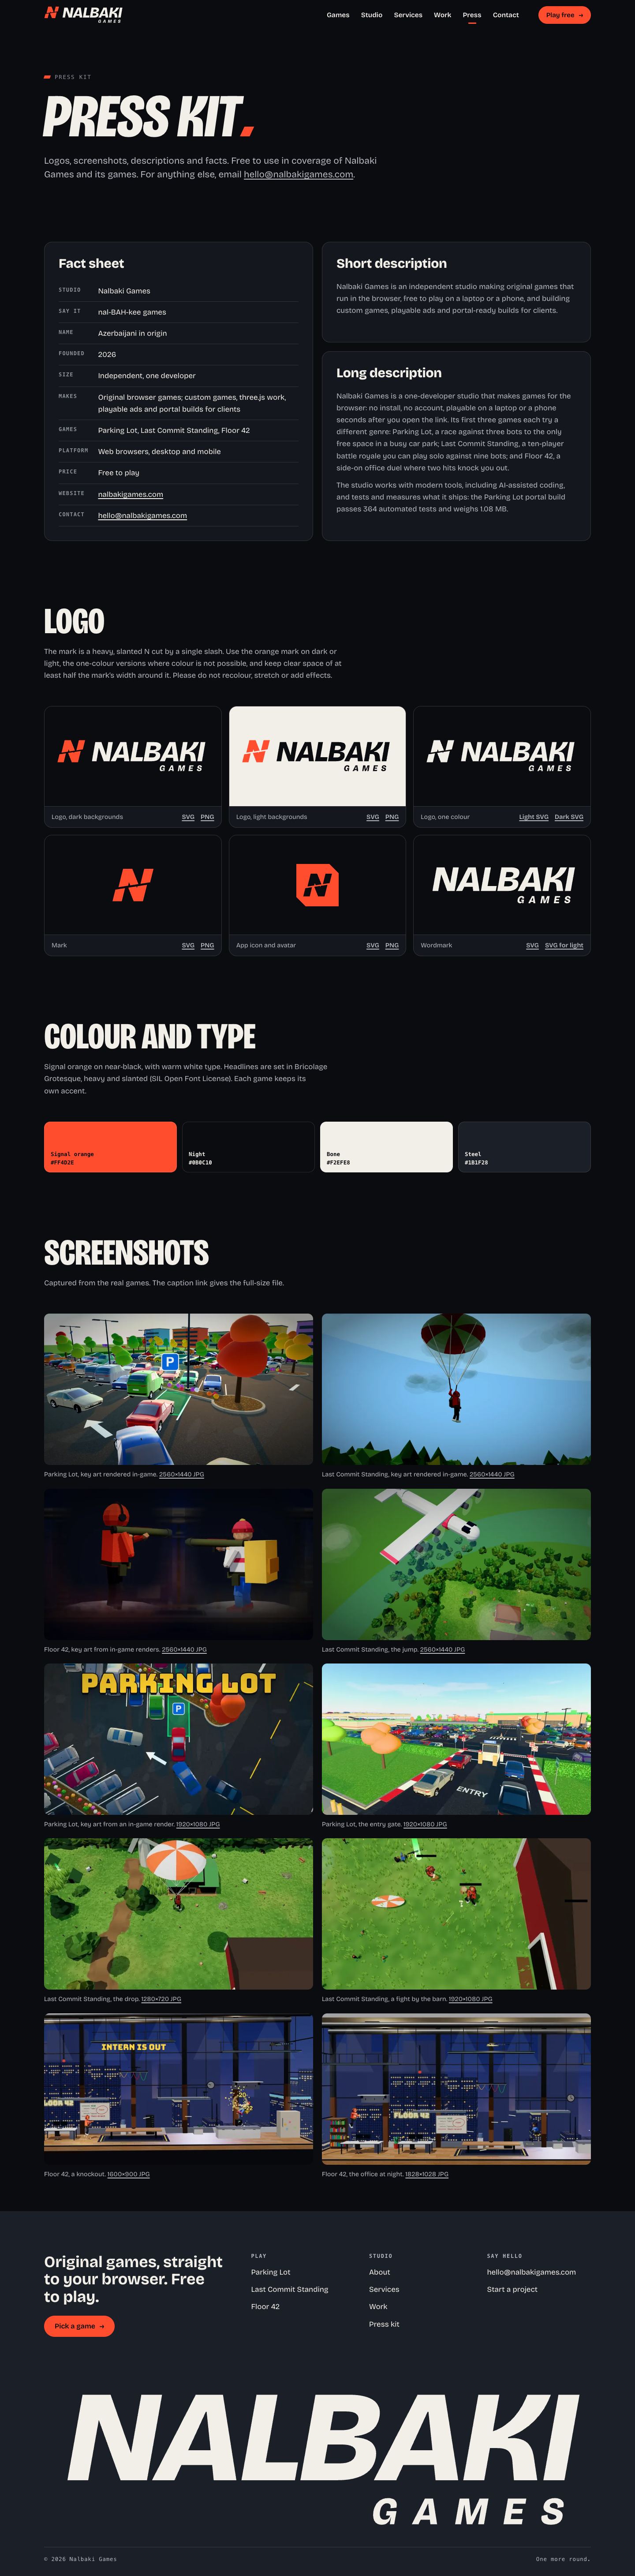 NALBAKI
GAMES
Games
Studio
Services
Work
Press
Contact
Play free →
PRESS KIT
PRESS KIT.
Logos, screenshots, descriptions and facts. Free to use in coverage of Nalbaki
Games and its games. For anything else, email hello@nalbakigames.com.
Fact sheet
STUDIO Nalbaki Games
SAY IT nal-BAH-kee games
NAME Azerbaijani in origin
FOUNDED 2026
SIZE Independent, one developer
MAKES Original browser games; custom games, three.js work,
playable ads and portal builds for clients
GAMES Parking Lot, Last Commit Standing, Floor 42
PLATFORM Web browsers, desktop and mobile
PRICE Free to play
WEBSITE nalbakigames.com
CONTACT hello@nalbakigames.com
Short description
Nalbaki Games is an independent studio making original games that
run in the browser, free to play on a laptop or a phone, and building
custom games, playable ads and portal-ready builds for clients.
Long description
Nalbaki Games is a one-developer studio that makes games for the
browser: no install, no account, playable on a laptop or a phone
seconds after you open the link. Its first three games each try a
different genre: Parking Lot, a race against three bots to the only
free space in a busy car park; Last Commit Standing, a ten-player
battle royale you can play solo against nine bots; and Floor 42, a
side-on office duel where two hits knock you out.
The studio works with modern tools, including AI-assisted coding,
and tests and measures what it ships: the Parking Lot portal build
passes 364 automated tests and weighs 1.08 MB.
LOGO
The mark is a heavy, slanted N cut by a single slash. Use the orange mark on dark or
light, the one-colour versions where colour is not possible, and keep clear space of at
least half the mark's width around it. Please do not recolour, stretch or add effects.
NALBAKI
GAMES
Logo, dark backgrounds SVG PNG
NALBAKI
GAMES
Logo, light backgrounds SVG PNG
NALBAKI
GAMES
Logo, one colour Light SVG Dark SVG
N
Mark SVG PNG
N
App icon and avatar SVG PNG
NALBAKI
GAMES
Wordmark SVG SVG for light
COLOUR AND TYPE
Signal orange on near-black, with warm white type. Headlines are set in Bricolage
Grotesque, heavy and slanted (SIL Open Font License). Each game keeps its
own accent.
Signal orange
#FF4D2E
Night
#0B0C10
Bone
#F2EFE8
Steel
#1B1F28
SCREENSHOTS
Captured from the real games. The caption link gives the full-size file.
P
Parking Lot, key art rendered in-game. 2560×1440 JPG
Last Commit Standing, key art rendered in-game. 2560×1440 JPG
Floor 42, key art from in-game renders. 2560×1440 JPG
Last Commit Standing, the jump. 2560×1440 JPG
PARKING LOT
P
Parking Lot, key art from an in-game render. 1920×1080 JPG
ENTRY
Parking Lot, the entry gate. 1920×1080 JPG
Last Commit Standing, the drop. 1280×720 JPG
Last Commit Standing, a fight by the barn. 1920×1080 JPG
INTERN IS OUT
LOOR 42
Floor 42, a knockout. 1600×900 JPG
FLOOR 42
Floor 42, the office at night. 1828×1028 JPG
Original games, straight
to your browser. Free
to play.
Pick a game →
PLAY
Parking Lot
Last Commit Standing
Floor 42
STUDIO
About
Services
Work
Press kit
SAY HELLO
hello@nalbakigames.com
Start a project
NALBAKI
GAMES
© 2026 Nalbaki Games
One more round.